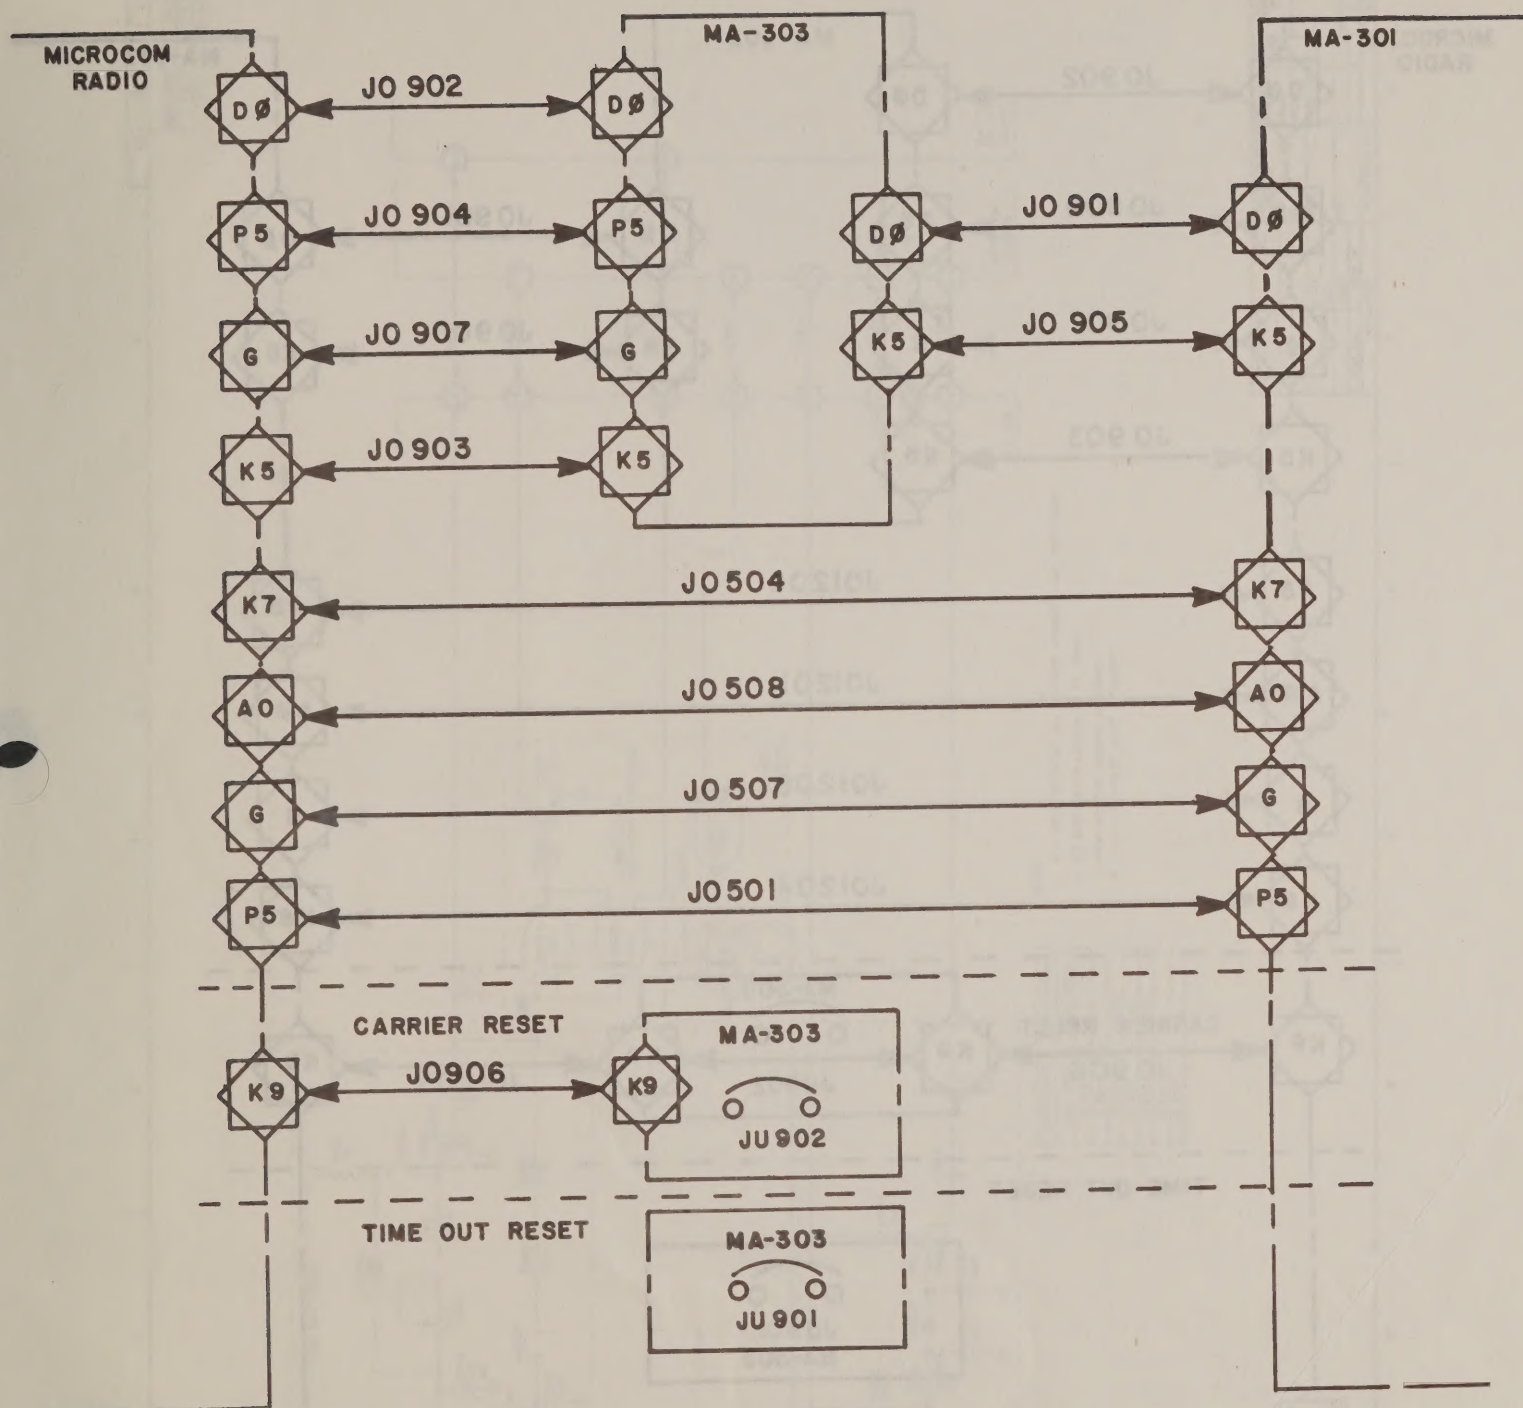 MICROCOM
RADIO
MA-303
MA-301
DØ
JO 902
DØ
P5
JO 904
P5
DØ
JO 901
DØ
G
JO 907
G
K5
JO 905
K5
K5
JO 903
K5
K7
JO 504
K7
AO
JO 508
AO
G
JO 507
G
P5
JO 501
P5
CARRIER RESET
MA-303
K9
JO906
K9
JU 902
TIME OUT RESET
MA-303
JU 901